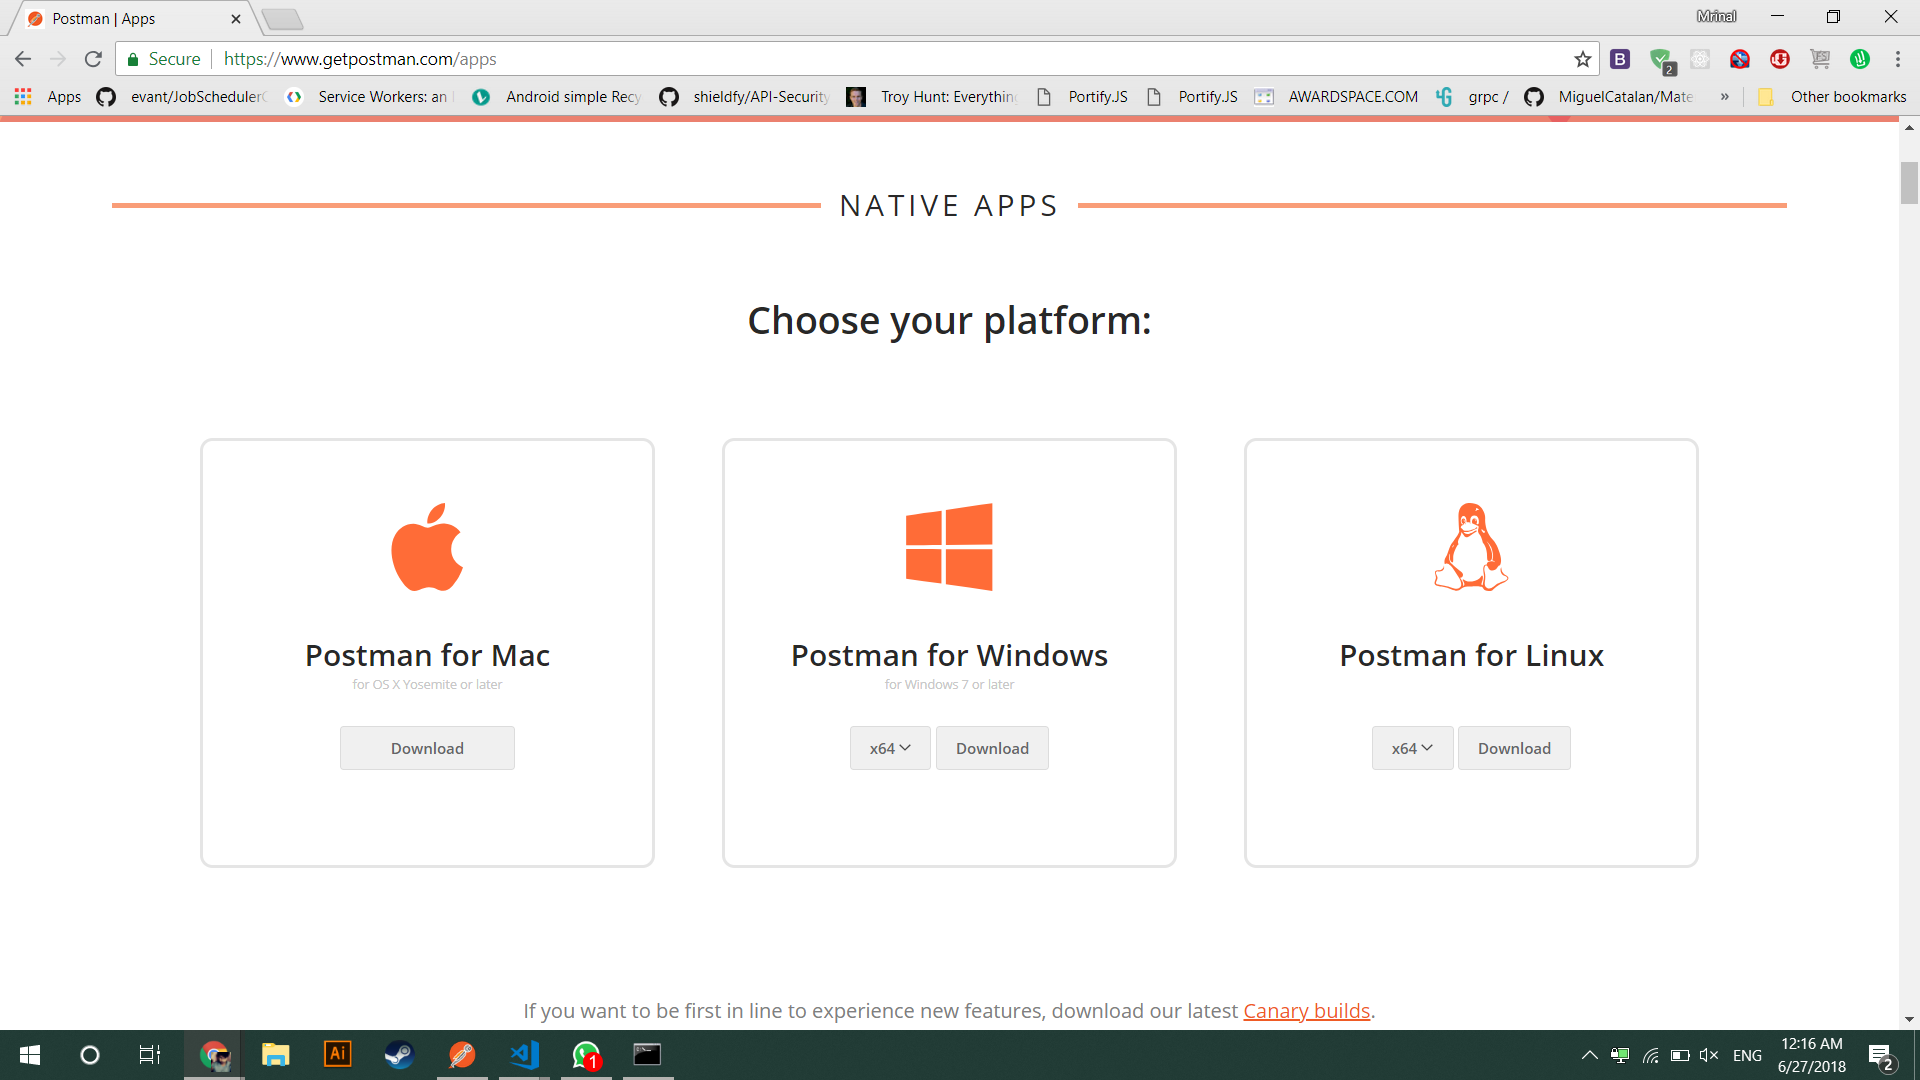 Postman | Apps
Mrinal
Secure
https://www.getpostman.com/apps
B
2
Apps
evant/JobScheduler
Service Workers: an
Android simple Recy
shieldfy/API-Security
Troy Hunt: Everything
Portify.JS
Portify.JS
AWARDSPACE.COM
grpc /
MiguelCatalan/Mate
»
Other bookmarks
NATIVE APPS
Choose your platform:
Postman for Mac
for OS X Yosemite or later
Download
Postman for Windows
for Windows 7 or later
x64
Download
Postman for Linux
x64
Download
If you want to be first in line to experience new features, download our latest Canary builds.
Ai
1
ENG
12:16 AM
6/27/2018
2